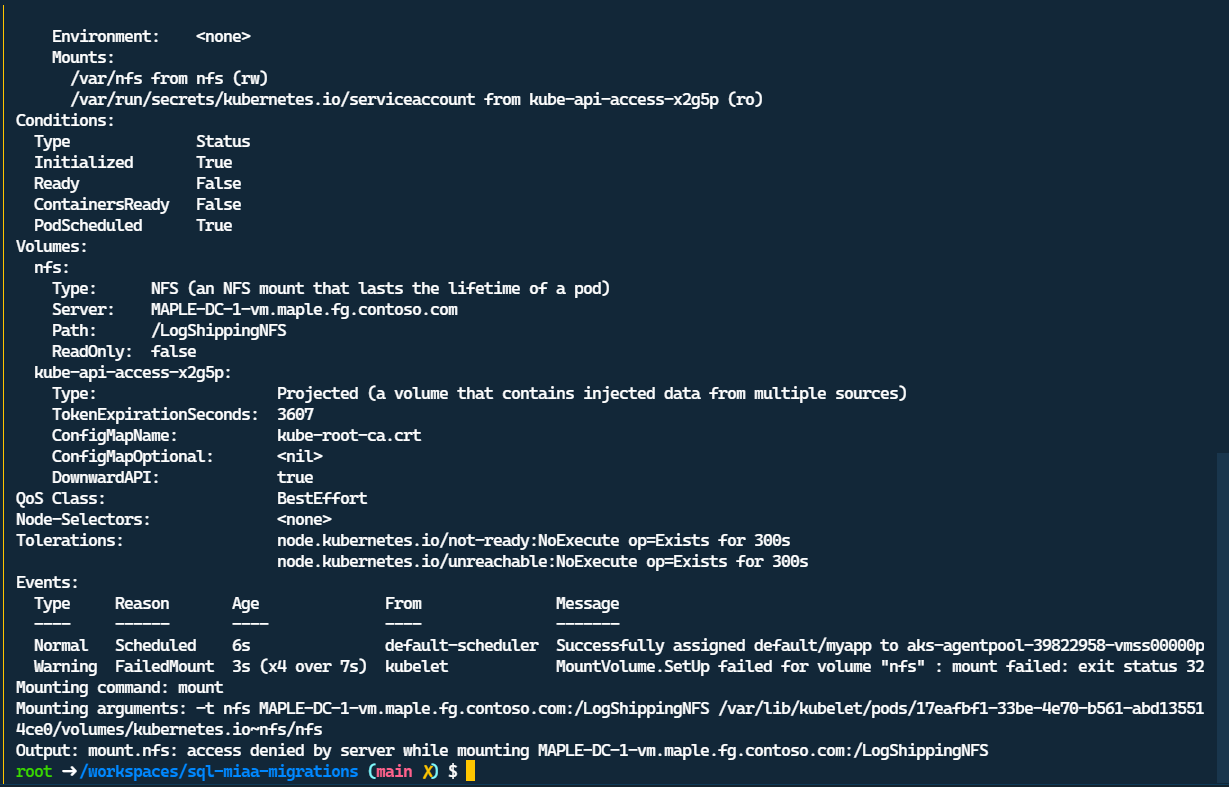 Environment:    <none>
    Mounts:
      /var/nfs from nfs (rw)
      /var/run/secrets/kubernetes.io/serviceaccount from kube-api-access-x2g5p (ro)
Conditions:
  Type              Status
  Initialized       True
  Ready             False
  ContainersReady   False
  PodScheduled      True
Volumes:
  nfs:
    Type:      NFS (an NFS mount that lasts the lifetime of a pod)
    Server:    MAPLE-DC-1-vm.maple.fg.contoso.com
    Path:      /LogShippingNFS
    ReadOnly:  false
  kube-api-access-x2g5p:
    Type:                    Projected (a volume that contains injected data from multiple sources)
    TokenExpirationSeconds:  3607
    ConfigMapName:           kube-root-ca.crt
    ConfigMapOptional:       <nil>
    DownwardAPI:             true
QoS Class:                   BestEffort
Node-Selectors:              <none>
Tolerations:                 node.kubernetes.io/not-ready:NoExecute op=Exists for 300s
                             node.kubernetes.io/unreachable:NoExecute op=Exists for 300s
Events:
  Type     Reason       Age              From               Message
  ----     ------       ----             ----               -------
  Normal   Scheduled    6s               default-scheduler  Successfully assigned default/myapp to aks-agentpool-39822958-vmss00000p
  Warning  FailedMount  3s (x4 over 7s)  kubelet            MountVolume.SetUp failed for volume "nfs" : mount failed: exit status 32
Mounting command: mount
Mounting arguments: -t nfs MAPLE-DC-1-vm.maple.fg.contoso.com:/LogShippingNFS /var/lib/kubelet/pods/17eafbf1-33be-4e70-b561-abd13551
4ce0/volumes/kubernetes.io~nfs/nfs
Output: mount.nfs: access denied by server while mounting MAPLE-DC-1-vm.maple.fg.contoso.com:/LogShippingNFS
root ➜ /workspaces/sql-miaa-migrations (main ✗) $